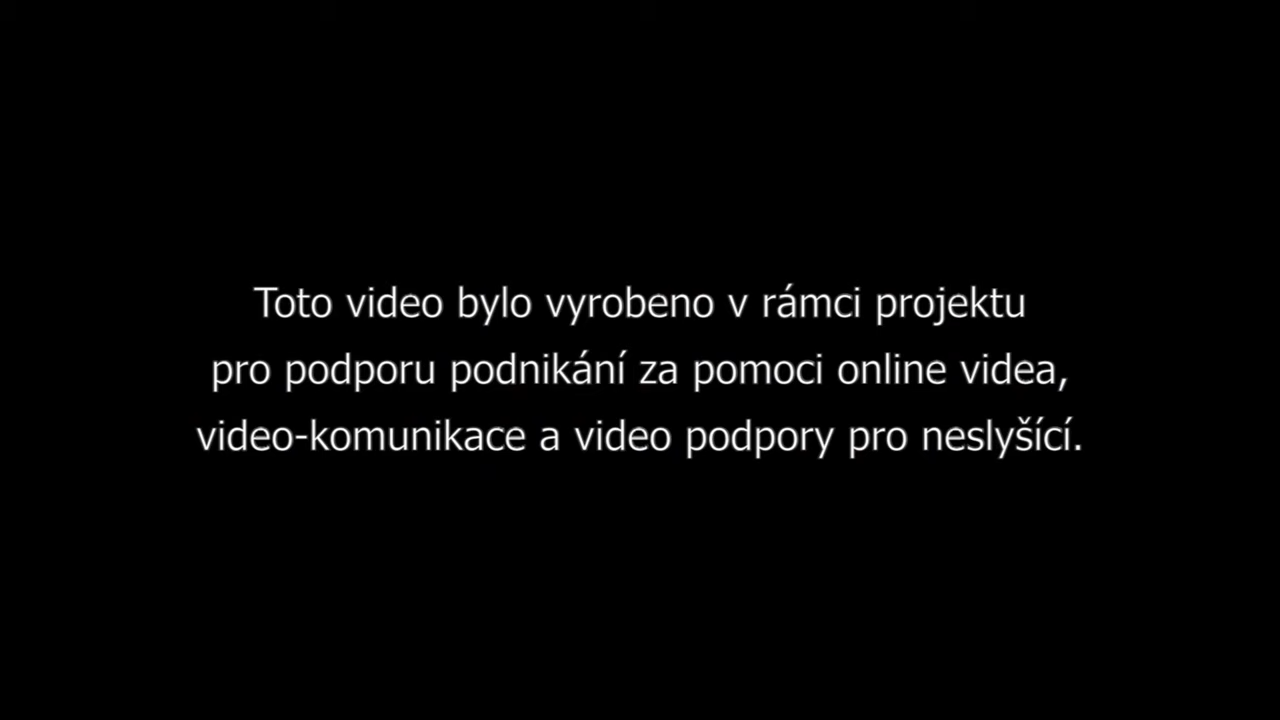 Toto video bylo vyrobeno v rámci projektu
pro podporu podnikání za pomoci online videa,
video-komunikace a video podpory pro neslyšící.